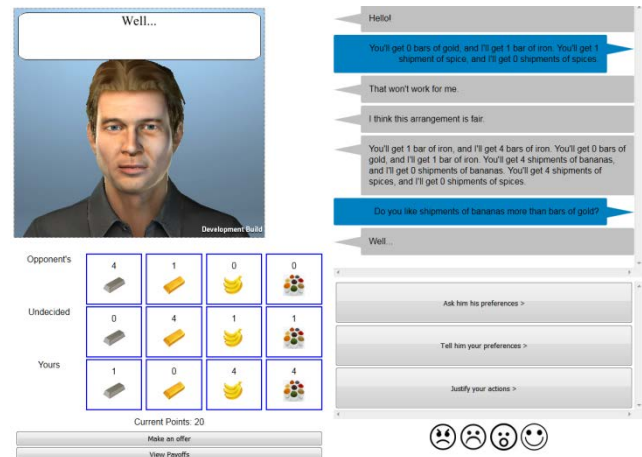 Well...
Development Build
Opponent's
4 1 0 0
Undecided
0 4 1 1
Yours
1 0 4 4
Current Points: 20
Make an offer
View Payoffs
Hello!
You'll get 0 bars of gold, and I'll get 1 bar of iron. You'll get 1
shipment of spice, and I'll get 0 shipments of spices.
That won't work for me.
I think this arrangement is fair.
You'll get 1 bar of iron, and I'll get 4 bars of iron. You'll get 0 bars of
gold, and I'll get 1 bar of iron. You'll get 4 shipments of bananas,
and I'll get 0 shipments of bananas. You'll get 4 shipments of
spices, and I'll get 0 shipments of spices.
Do you like shipments of bananas more than bars of gold?
Well...
Ask him his preferences >
Tell him your preferences >
Justify your actions >